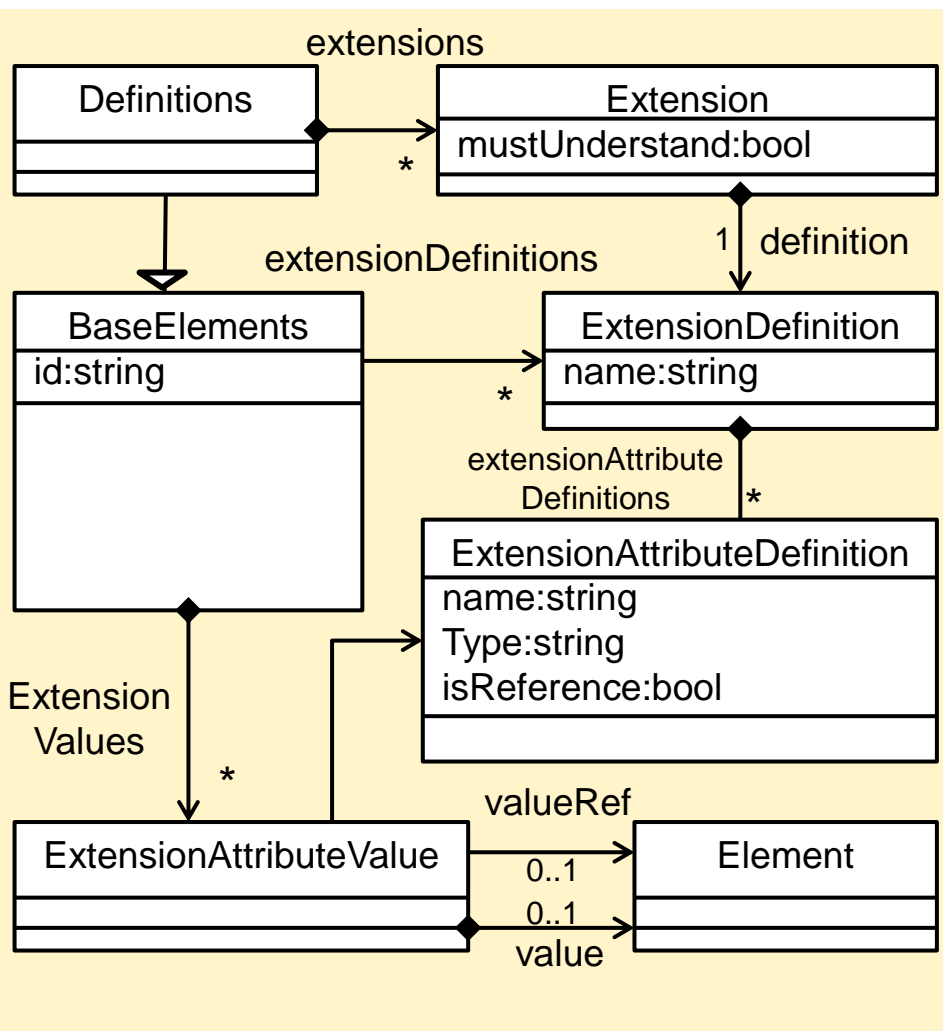 extensions
Definitions
Extension
mustUnderstand:bool
*
1
definition
extensionDefinitions
BaseElements
id:string
ExtensionDefinition
name:string
*
extensionAttribute
Definitions
*
ExtensionAttributeDefinition
name:string
Type:string
isReference:bool
Extension
Values
*
valueRef
ExtensionAttributeValue
0..1
Element
0..1
value